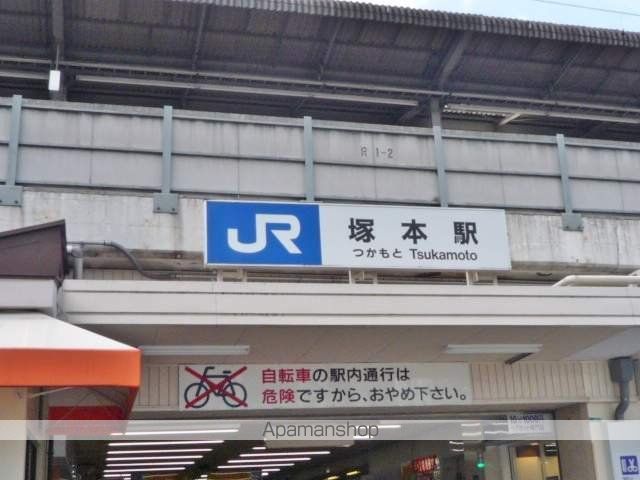 R 1-2
JR 塚本駅
つかもと Tsukamoto
自転車の駅内通行は
危険ですから、おやめ下さい。
Apamanshop